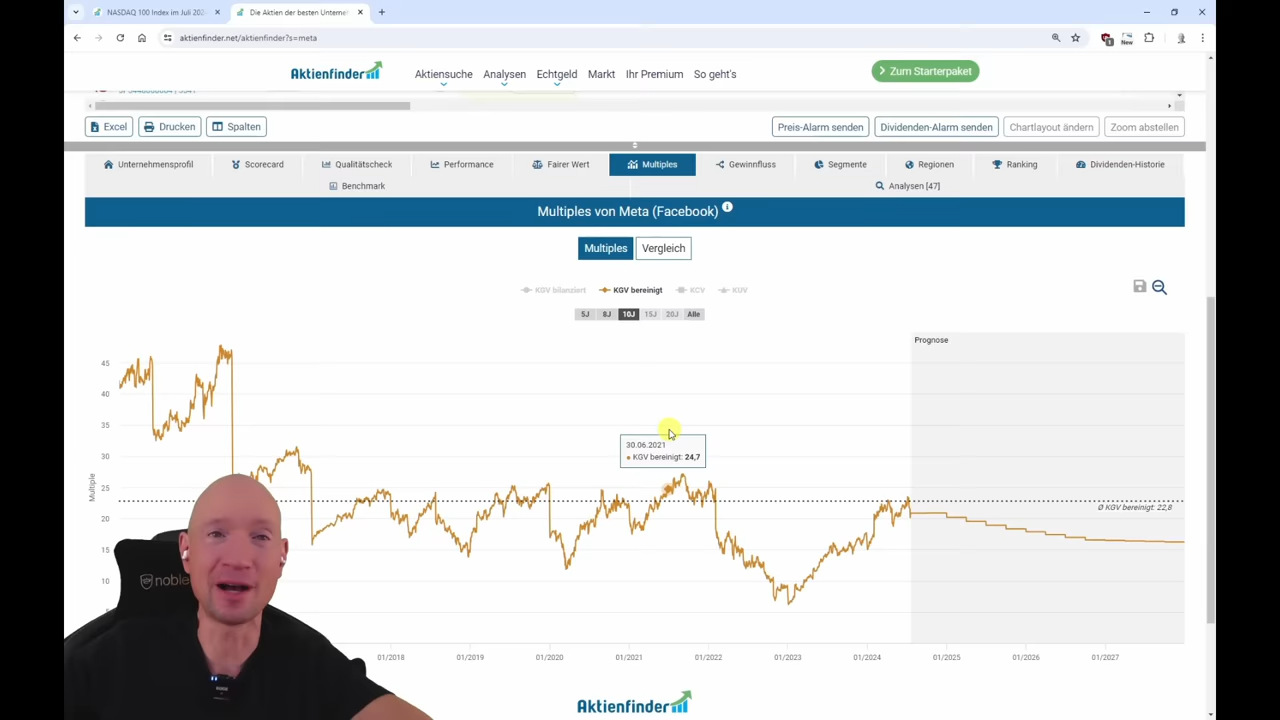 NASDAQ 100 Index im Juli 202
Die Aktien der besten Unterne
aktienfinder.net/aktienfinder?s=meta
New
Aktienfinder
Aktiensuche Analysen Echtgeld Markt Ihr Premium So geht's
Zum Starterpaket
Excel Drucken Spalten
Preis-Alarm senden Dividenden-Alarm senden Chartlayout ändern Zoom abstellen
Unternehmensprofil Scorecard Qualitätscheck Performance Fairer Wert Multiples Gewinnfluss Segmente Regionen Ranking Dividenden-Historie
Benchmark Analysen [47]
Multiples von Meta (Facebook)
Multiples Vergleich
KGV bilanziert KGV bereinigt KCV KUV
5J 8J 10J 15J 20J Alle
Prognose
45
40
35
30
25
20
15
10
Multiple
30.06.2021
KGV bereinigt: 24,7
Ø KGV bereinigt: 22,8
noble
01/2018 01/2019 01/2020 01/2021 01/2022 01/2023 01/2024 01/2025 01/2026 01/2027
Aktienfinder